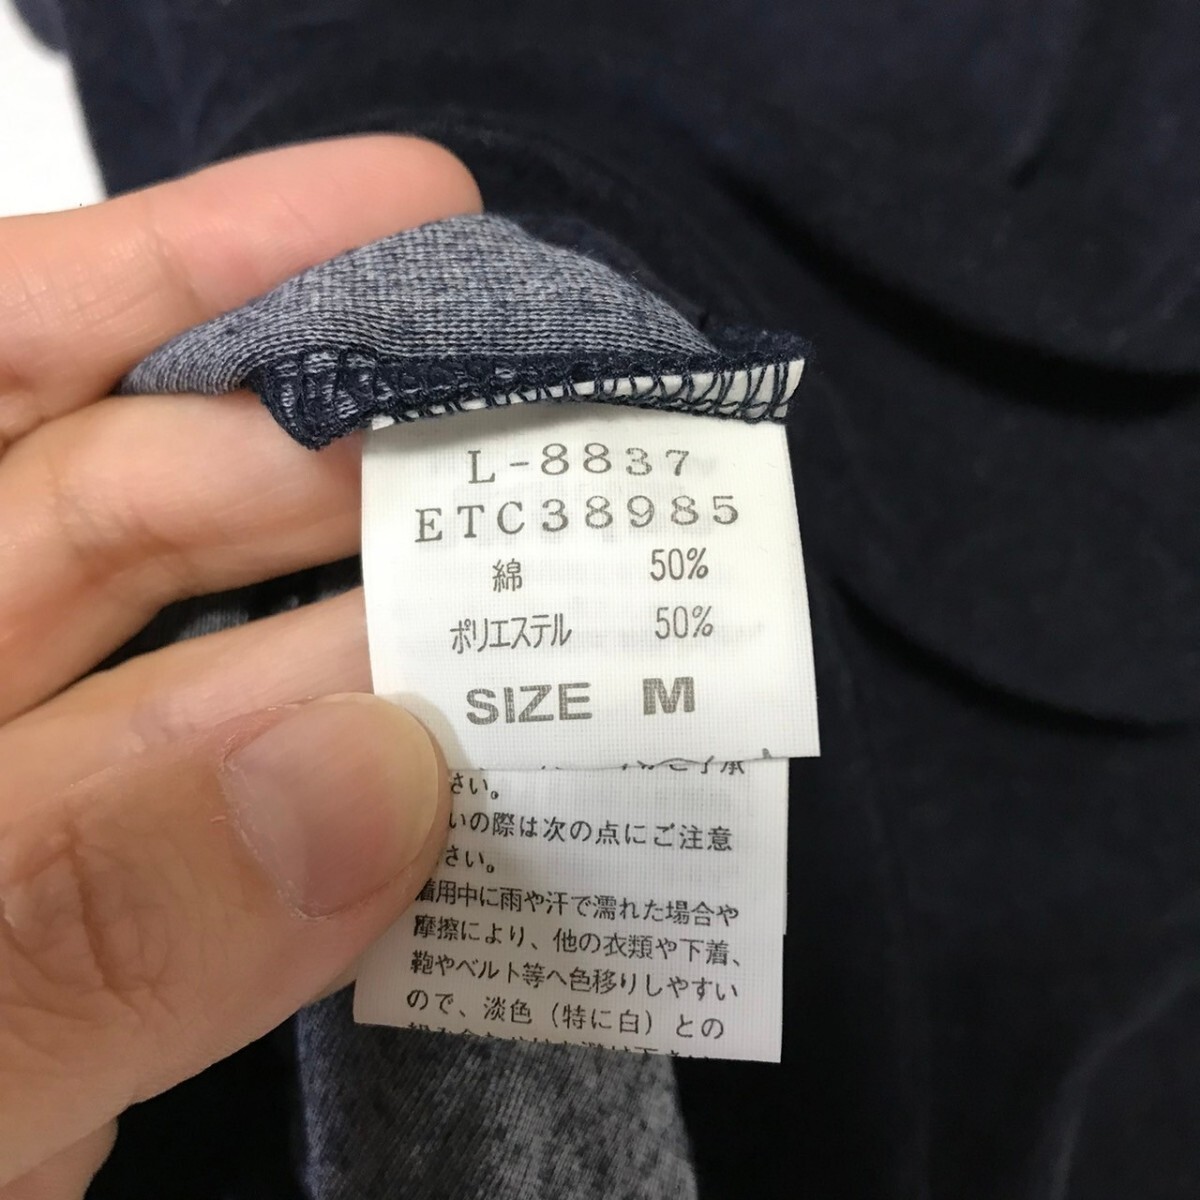 L-8837
ETC38985
綿 50%
ポリエステル 50%
SIZE M
了承
さい。
いの際は次の点にご注意
さい。
着用中に雨や汗で濡れた場合や
摩擦により、他の衣類や下着、
鞄やベルト等へ色移りしやすい
ので、淡色（特に白）との